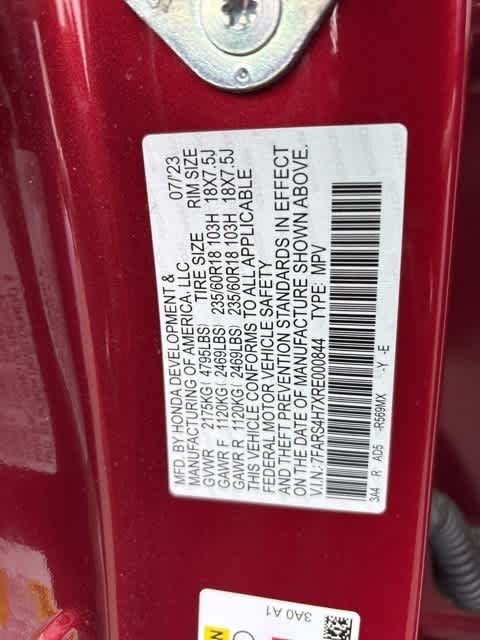 MFD. BY HONDA DEVELOPMENT & 07/'23
MANUFACTURING OF AMERICA, LLC
TIRE SIZE RIM SIZE
GVWR 2175KG( 4795LBS)
GAWR F 1120KG( 2469LBS) 235/60R18 103H 18X7.5J
GAWR R 1120KG( 2469LBS) 235/60R18 103H 18X7.5J
THIS VEHICLE CONFORMS TO ALL APPLICABLE
FEDERAL MOTOR VEHICLE SAFETY
AND THEFT PREVENTION STANDARDS IN EFFECT
ON THE DATE OF MANUFACTURE SHOWN ABOVE.
V.I.N.:7FARS4H7XRE000844 TYPE: MPV
3A4 R AD5 -R569MX -Y -E
3A0 A1